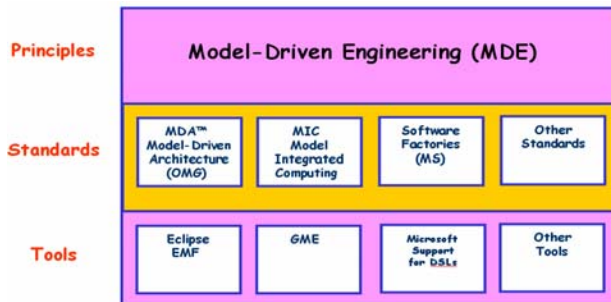 Principles
Model-Driven Engineering (MDE)
Standards
MDA™
Model-Driven
Architecture
(OMG)
MIC
Model
Integrated
Computing
Software
Factories
(MS)
Other
Standards
Tools
Eclipse
EMF
GME
Microsoft
Support
for DSLs
Other
Tools